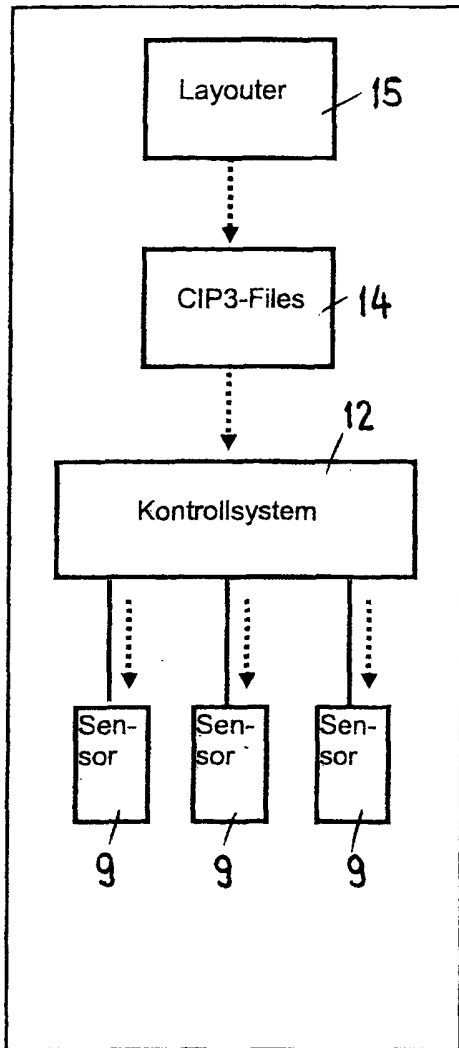 Layouter
15
CIP3-Files
14
12
Kontrollsystem
Sen-
sor
Sen-
sor
Sen-
sor
9
9
9